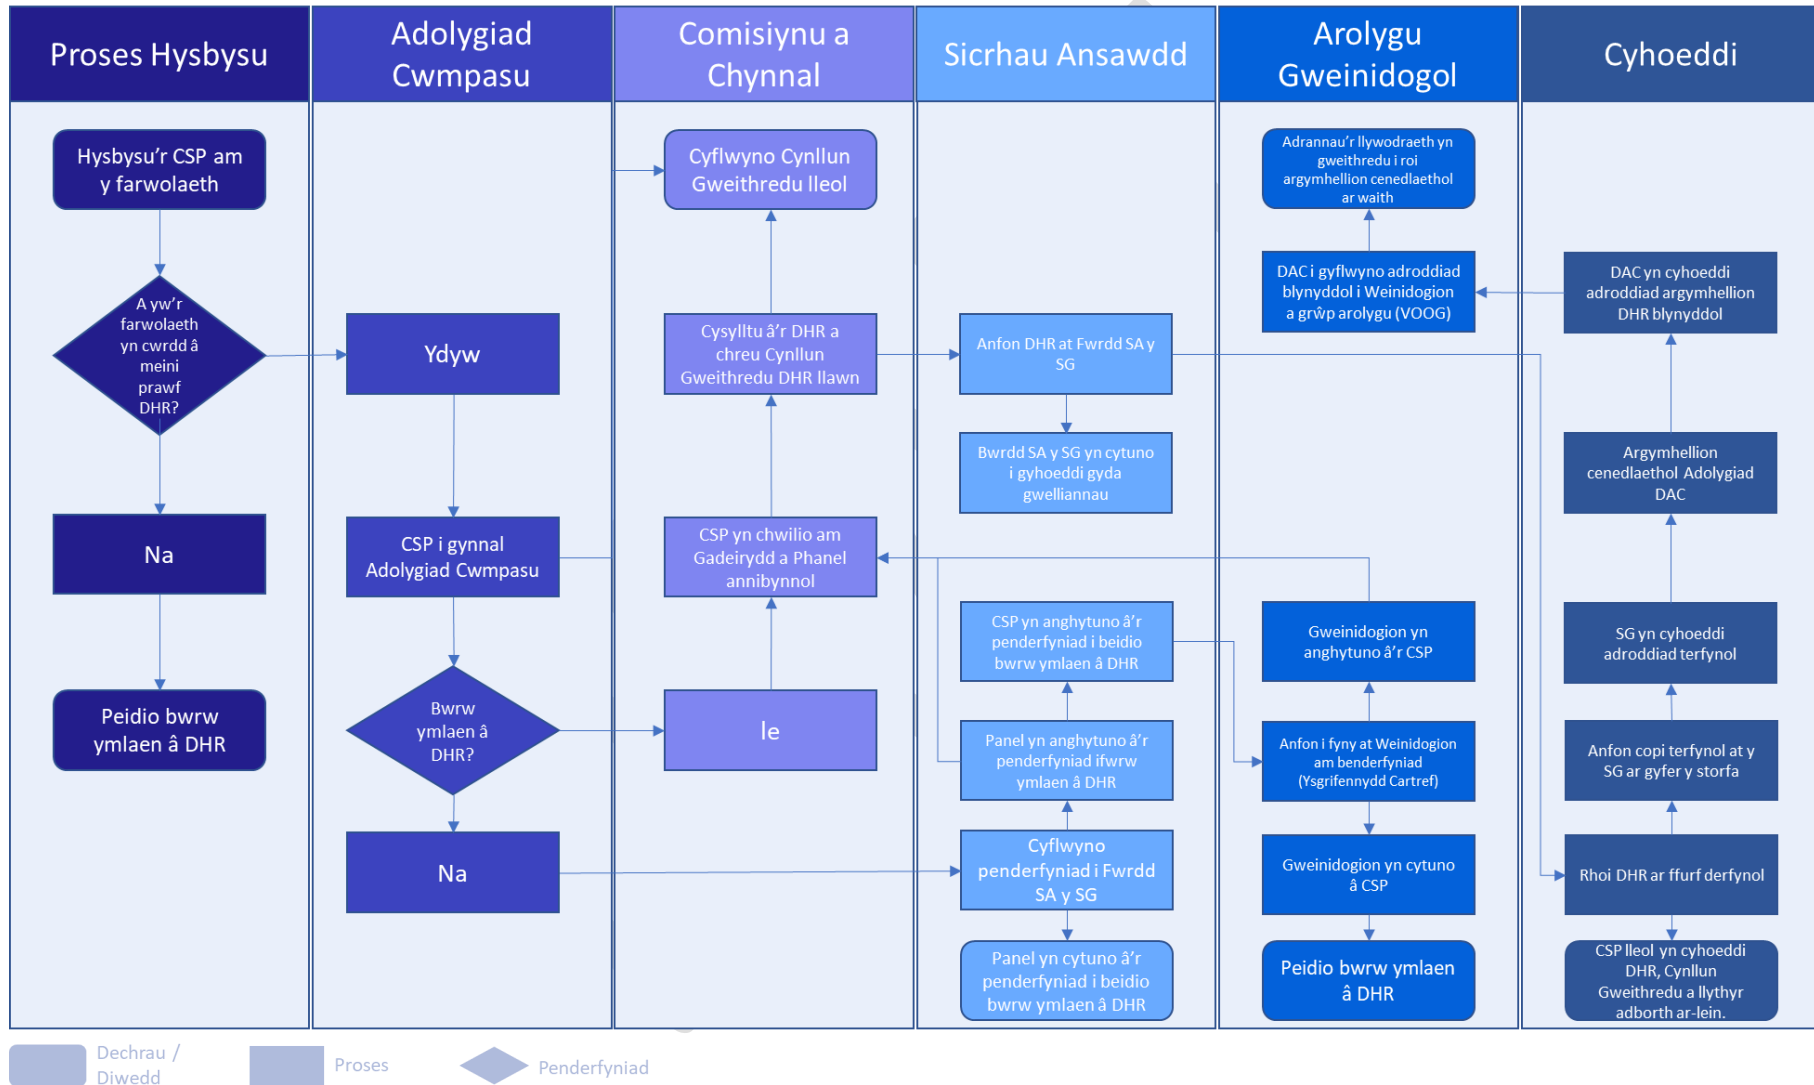 Proses Hysbysu
Adolygiad
Cwmpasu
Comisiynu a
Chynnal
Sicrhau Ansawdd
Arolygu
Gweinidogol
Cyhoeddi
Hysbysu'r CSP am
y farwolaeth
A yw'r
farwolaeth
yn cwrdd â
meini
prawf
DHR?
Na
Peidio bwrw
ymlaen â DHR
Ydyw
CSP i gynnal
Adolygiad Cwmpasu
Bwrw
ymlaen â
DHR?
Na
Cyflwyno Cynllun
Gweithredu lleol
Cysylltu â'r DHR a
chreu Cynllun
Gweithredu DHR llawn
CSP yn chwilio am
Gadeirydd a Phanel
annibynnol
Ie
Anfon DHR at Fwrdd SA y
SG
Bwrdd SA y SG yn cytuno
i gyhoeddi gyda
gwelliannau
CSP yn anghytuno â'r
penderfyniad i beidio
bwrw ymlaen â DHR
Panel yn anghytuno â'r
penderfyniad ifwrw
ymlaen â DHR
Cyflwyno
penderfyniad i Fwrdd
SA y SG
Panel yn cytuno â'r
penderfyniad i beidio
bwrw ymlaen â DHR
Adrannau'r llywodraeth yn
gweithredu i roi
argymhellion cenedlaethol
ar waith
DAC i gyflwyno adroddiad
blynyddol i Weinidogion
a grŵp arolygu (VOOG)
Gweinidogion yn
anghytuno â'r CSP
Anfon i fyny at Weinidogion
am benderfyniad
(Ysgrifennydd Cartref)
Gweinidogion yn cytuno
â CSP
Peidio bwrw ymlaen
â DHR
DAC yn cyhoeddi
adroddiad argymhellion
DHR blynyddol
Argymhellion
cenedlaethol Adolygiad
DAC
SG yn cyhoeddi
adroddiad terfynol
Anfon copi terfynol at y
SG ar gyfer y storfa
Rhoi DHR ar ffurf derfynol
CSP lleol yn cyhoeddi
DHR, Cynllun
Gweithredu a llythyr
adborth ar-lein.
Dechrau /
Diwedd
Proses
Penderfyniad